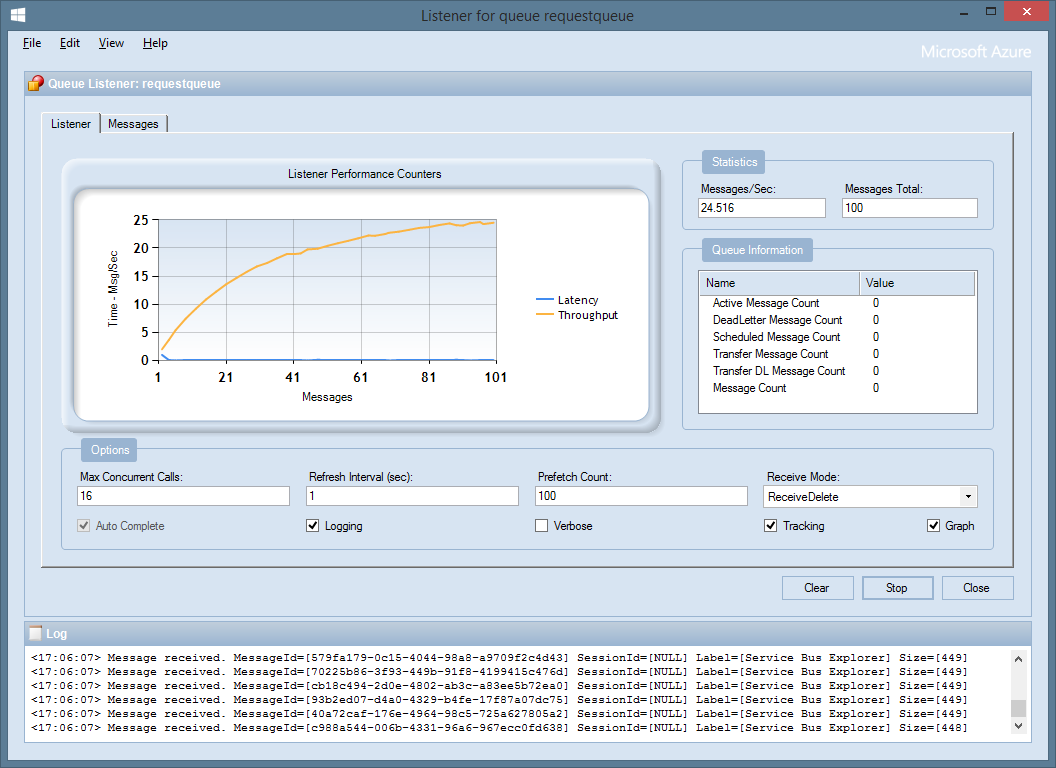 Listener for queue requestqueue
File Edit View Help
Microsoft Azure
Queue Listener: requestqueue
Listener Messages
Listener Performance Counters
Time - Msg/Sec
25
20
15
10
5
0
1 21 41 61 81 101
Messages
Latency
Throughput
Statistics
Messages/Sec: Messages Total:
24.516 100
Queue Information
Name Value
Active Message Count 0
DeadLetter Message Count 0
Scheduled Message Count 0
Transfer Message Count 0
Transfer DL Message Count 0
Message Count 0
Options
Max Concurrent Calls: Refresh Interval (sec): Prefetch Count: Receive Mode:
16 1 100 ReceiveDelete
Auto Complete Logging Verbose Tracking Graph
Clear Stop Close
Log
<17:06:07> Message received. MessageId=[579fa179-0c15-4044-98a8-a9709f2c4d43] SessionId=[NULL] Label=[Service Bus Explorer] Size=[449]
<17:06:07> Message received. MessageId=[70225b86-3f93-449b-91f8-4199415c476d] SessionId=[NULL] Label=[Service Bus Explorer] Size=[449]
<17:06:07> Message received. MessageId=[cb18c494-2d0e-4802-ab3c-a83ee5b72ea0] SessionId=[NULL] Label=[Service Bus Explorer] Size=[449]
<17:06:07> Message received. MessageId=[93b2ed07-d4a0-4329-b4fe-17f87a07dc75] SessionId=[NULL] Label=[Service Bus Explorer] Size=[449]
<17:06:07> Message received. MessageId=[40a72caf-176e-4964-98c5-725a627805a2] SessionId=[NULL] Label=[Service Bus Explorer] Size=[449]
<17:06:07> Message received. MessageId=[c988a544-006b-4331-96a6-967ecc0fd638] SessionId=[NULL] Label=[Service Bus Explorer] Size=[448]